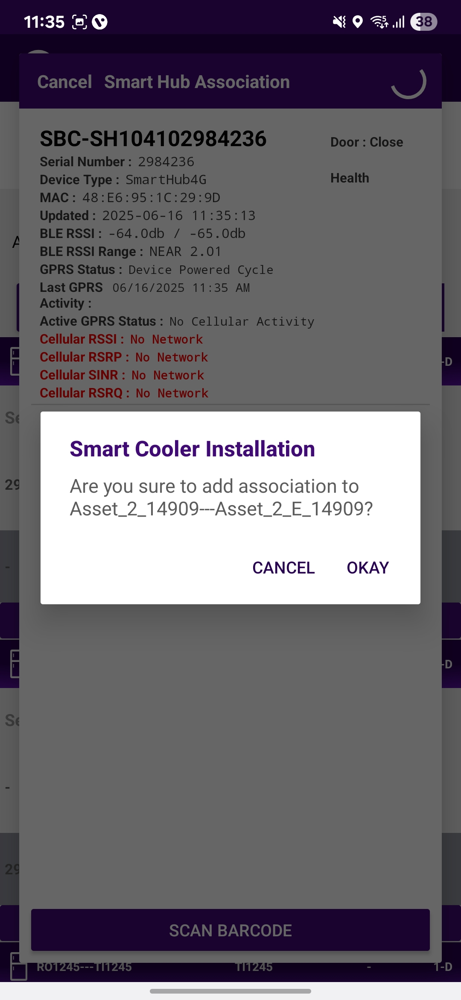 11:35
5
38
Cancel Smart Hub Association
SBC-SH104102984236
Door : Close
Serial Number : 2984236
Device Type : SmartHub4G
Health
MAC : 48:E6:95:1C:29:9D
Updated : 2025-06-16 11:35:13
BLE RSSI : -64.0db / -65.0db
BLE RSSI Range : NEAR 2.01
GPRS Status : Device Powered Cycle
Last GPRS 06/16/2025 11:35 AM
Activity :
Active GPRS Status : No Cellular Activity
Cellular RSSI : No Network
Cellular RSRP : No Network
-D
Cellular SINR : No Network
Cellular RSRQ : No Network
Se
Smart Cooler Installation
29
Are you sure to add association to
Asset_2_14909---Asset_2_E_14909?
-
CANCEL OKAY
-D
Se
-
29
SCAN BARCODE
RO1245---TI1245 TI1245 - 1-D